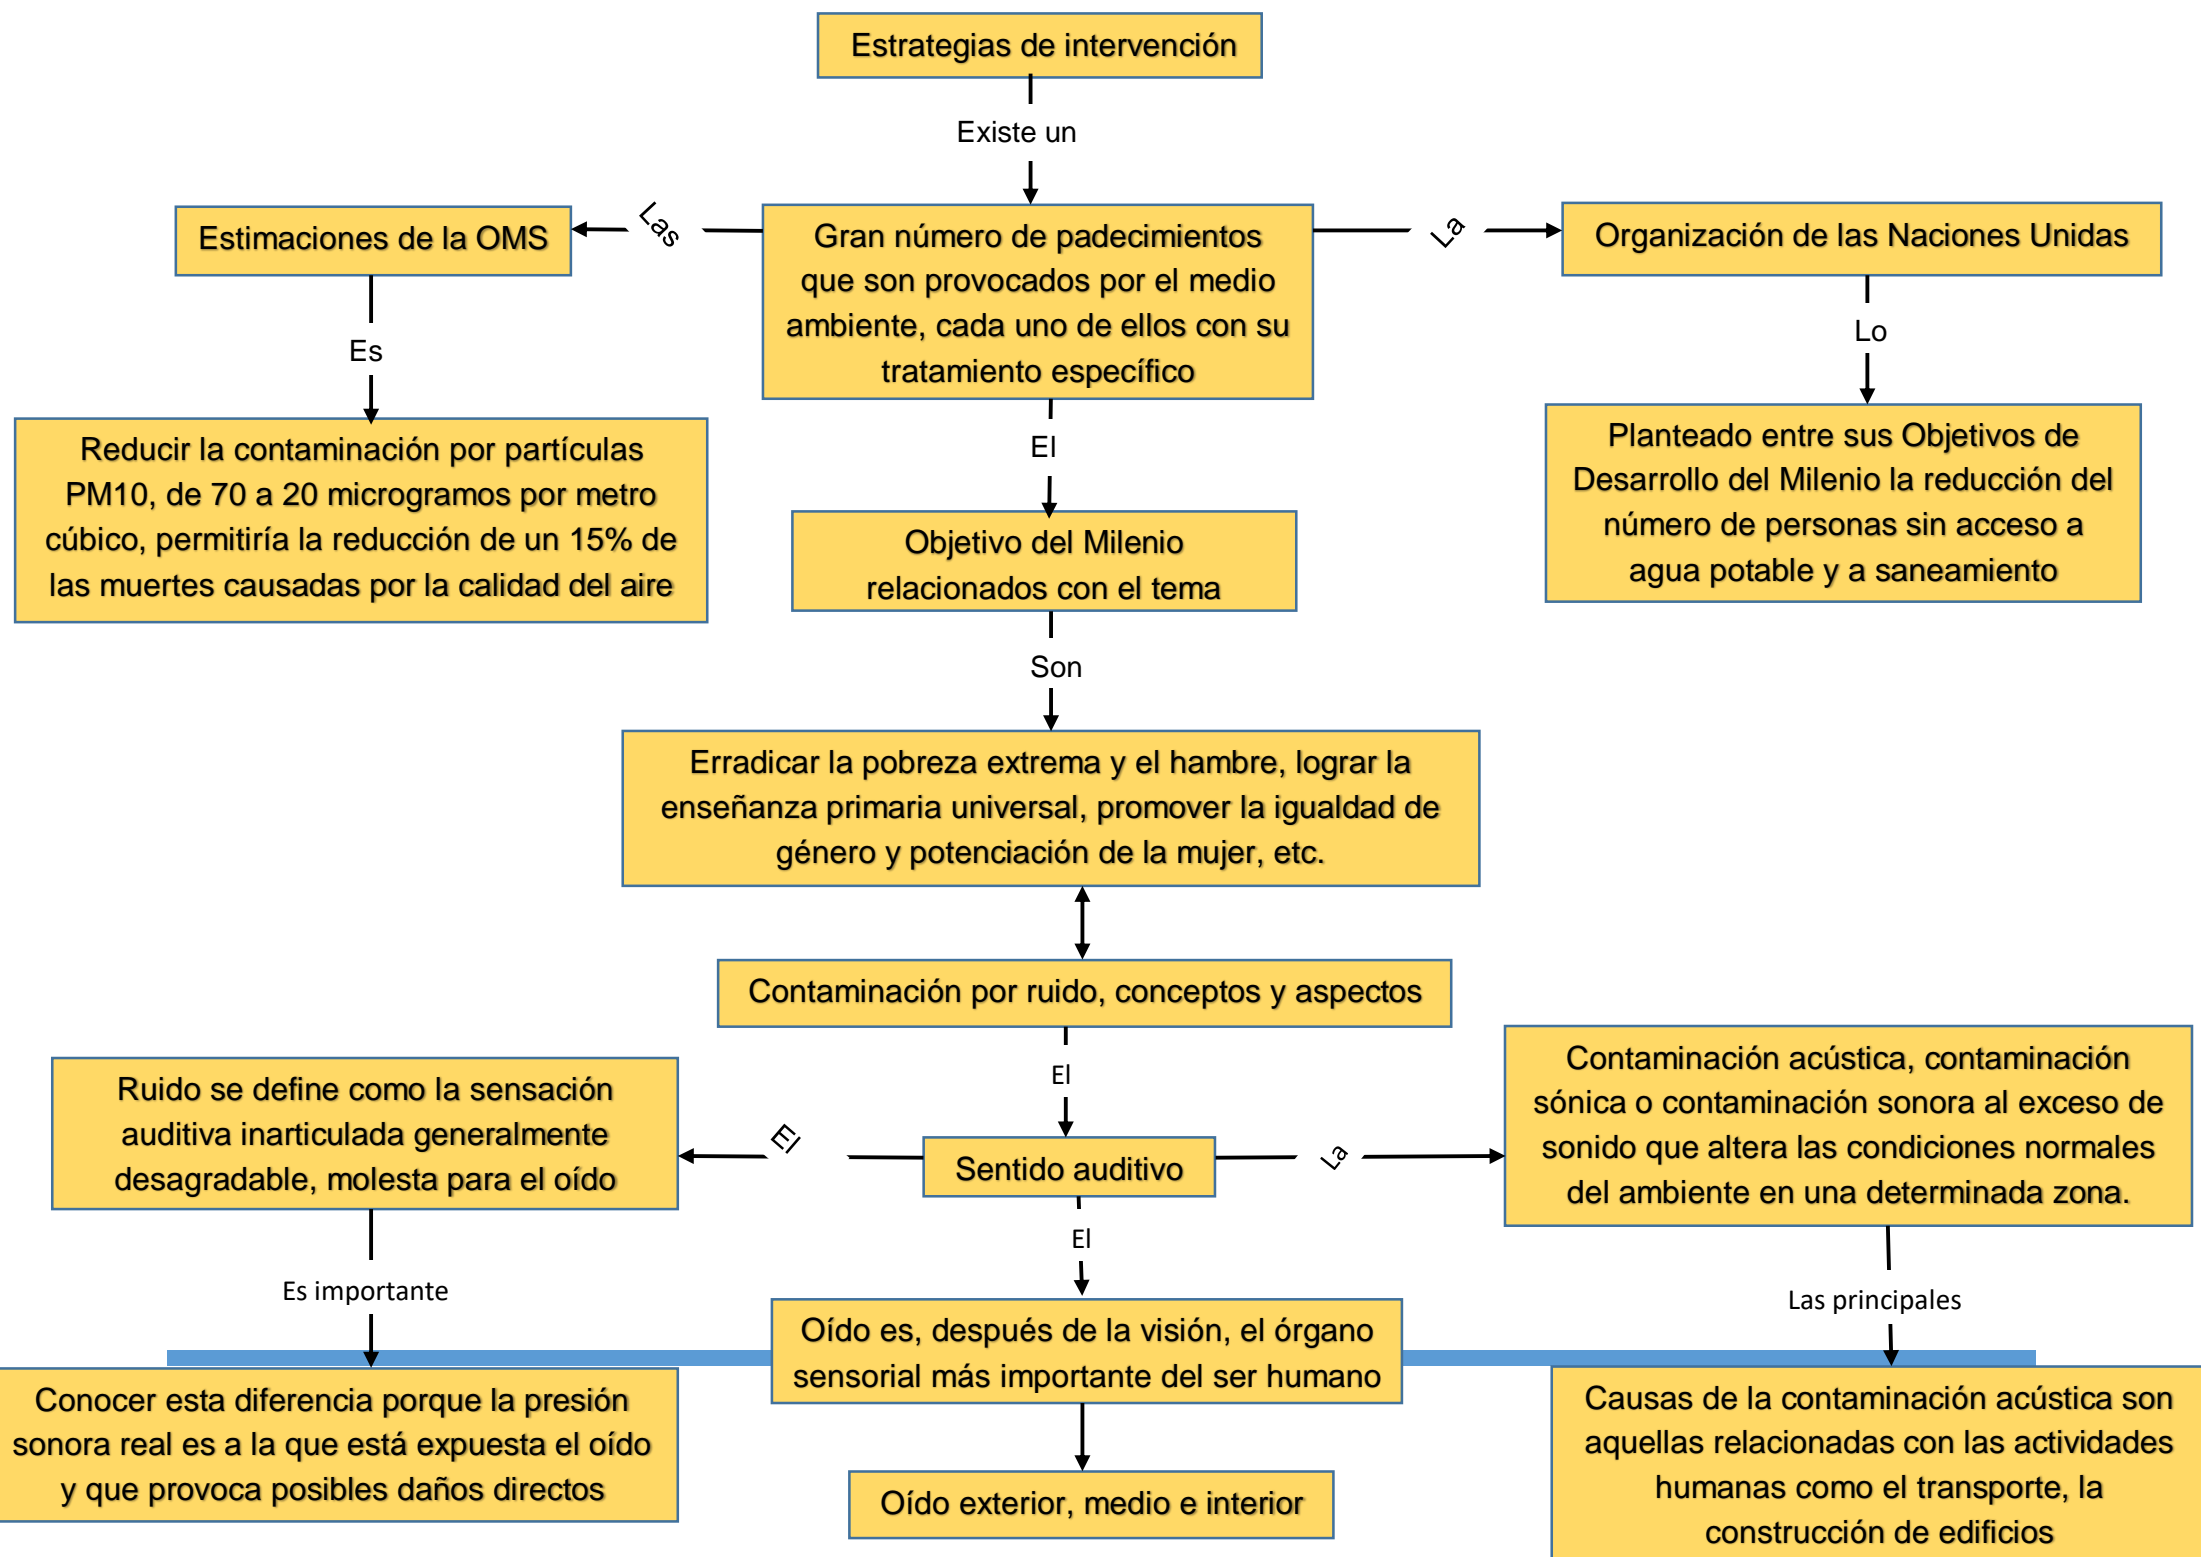 Estrategias de intervención
Existe un
Estimaciones de la OMS
Las
Gran número de padecimientos
que son provocados por el medio
ambiente, cada uno de ellos con su
tratamiento específico
La
Organización de las Naciones Unidas
Es
Reducir la contaminación por partículas
PM10, de 70 a 20 microgramos por metro
cúbico, permitiría la reducción de un 15% de
las muertes causadas por la calidad del aire
El
Objetivo del Milenio
relacionados con el tema
Lo
Planteado entre sus Objetivos de
Desarrollo del Milenio la reducción del
número de personas sin acceso a
agua potable y a saneamiento
Son
Erradicar la pobreza extrema y el hambre, lograr la
enseñanza primaria universal, promover la igualdad de
género y potenciación de la mujer, etc.
Contaminación por ruido, conceptos y aspectos
El
Ruido se define como la sensación
auditiva inarticulada generalmente
desagradable, molesta para el oído
El
Sentido auditivo
La
Contaminación acústica, contaminación
sónica o contaminación sonora al exceso de
sonido que altera las condiciones normales
del ambiente en una determinada zona.
Es importante
El
Las principales
Conocer esta diferencia porque la presión
sonora real es a la que está expuesta el oído
y que provoca posibles daños directos
Oído es, después de la visión, el órgano
sensorial más importante del ser humano
Oído exterior, medio e interior
Causas de la contaminación acústica son
aquellas relacionadas con las actividades
humanas como el transporte, la
construcción de edificios